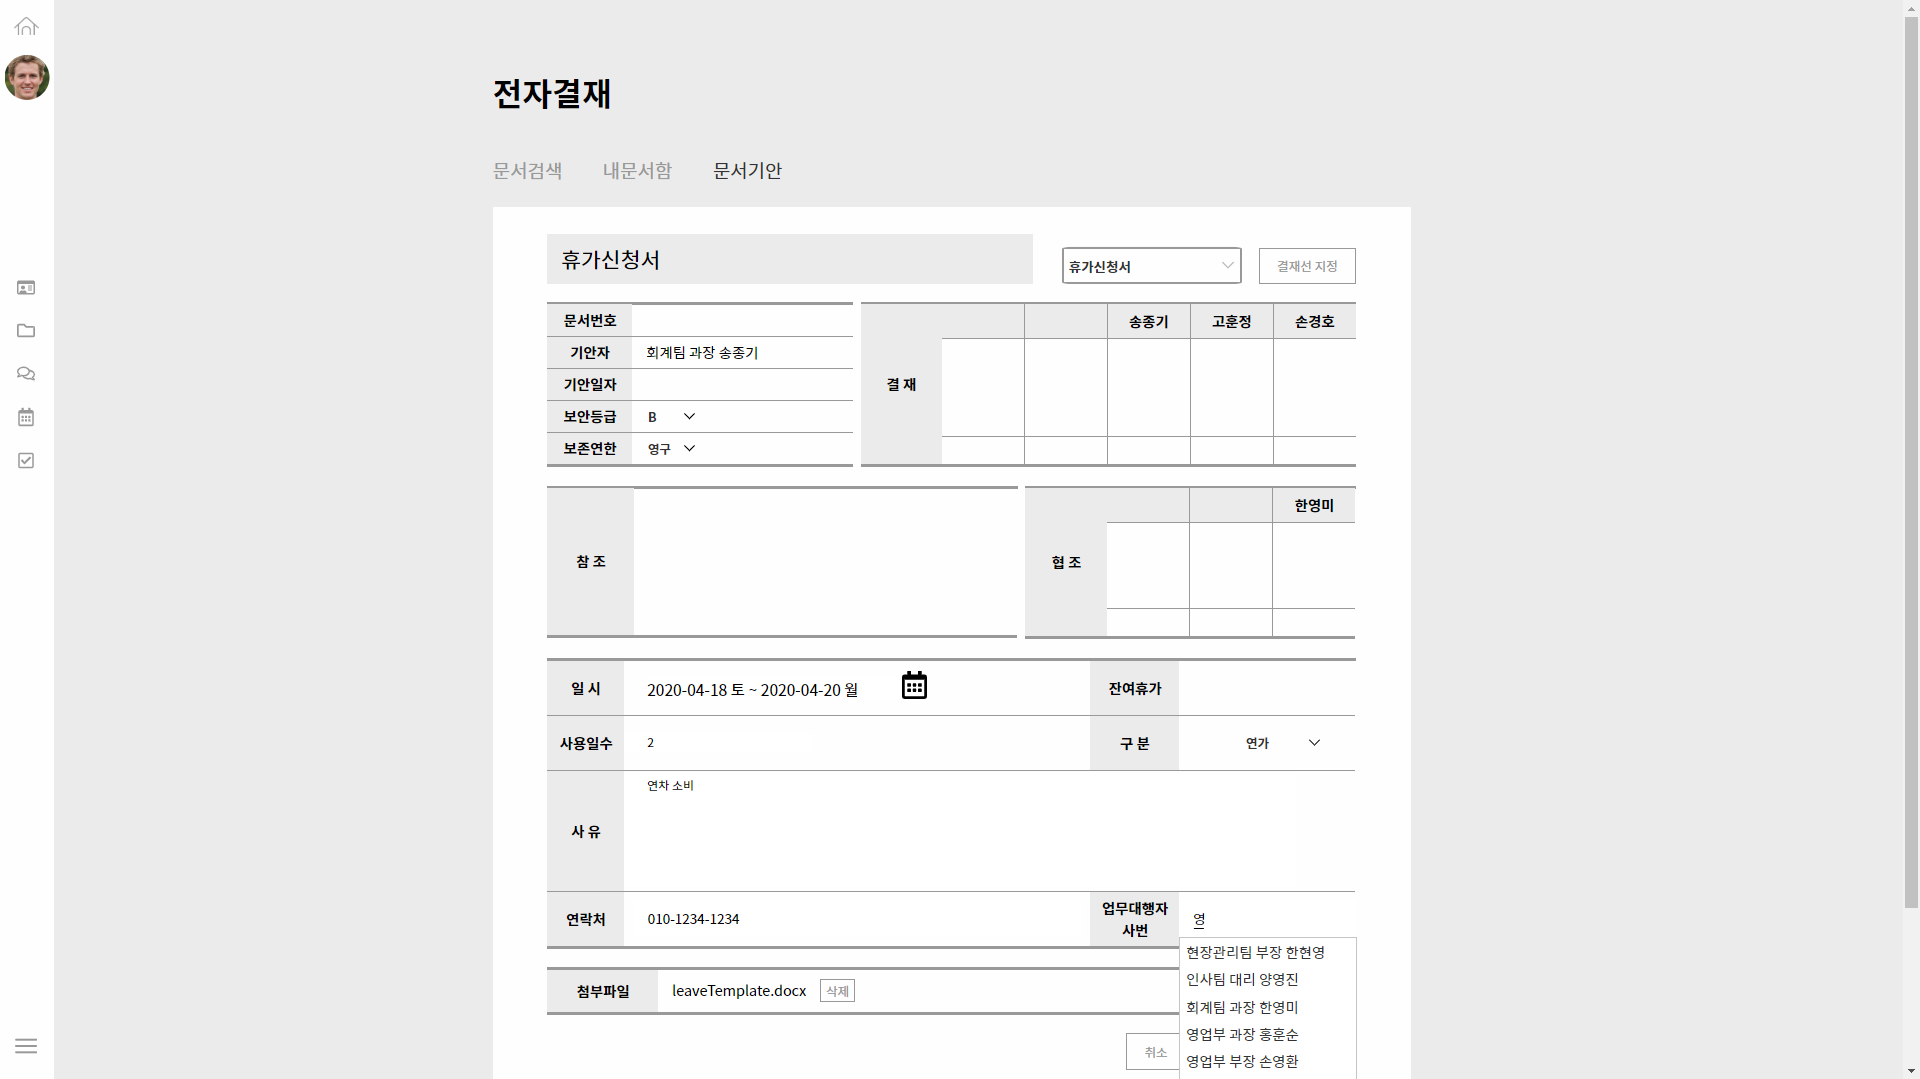 전자결재
문서검색 내문서함 문서기안
휴가신청서 휴가신청서 결재선 지정
문서번호
기안자 회계팀 과장 송종기
기안일자
보안등급 B
보존연한 영구
결 재 송종기 고훈정 손경호
참 조
협 조 한영미
일 시 2020-04-18 토 ~ 2020-04-20 월 잔여휴가
사용일수 2 구 분 연가
사 유 연차 소비
연락처 010-1234-1234 업무대행자 사번 영
현장관리팀 부장 한현영
인사팀 대리 양영진
회계팀 과장 한영미
영업부 과장 홍훈순
영업부 부장 손영환
첨부파일 leaveTemplate.docx 삭제
취소